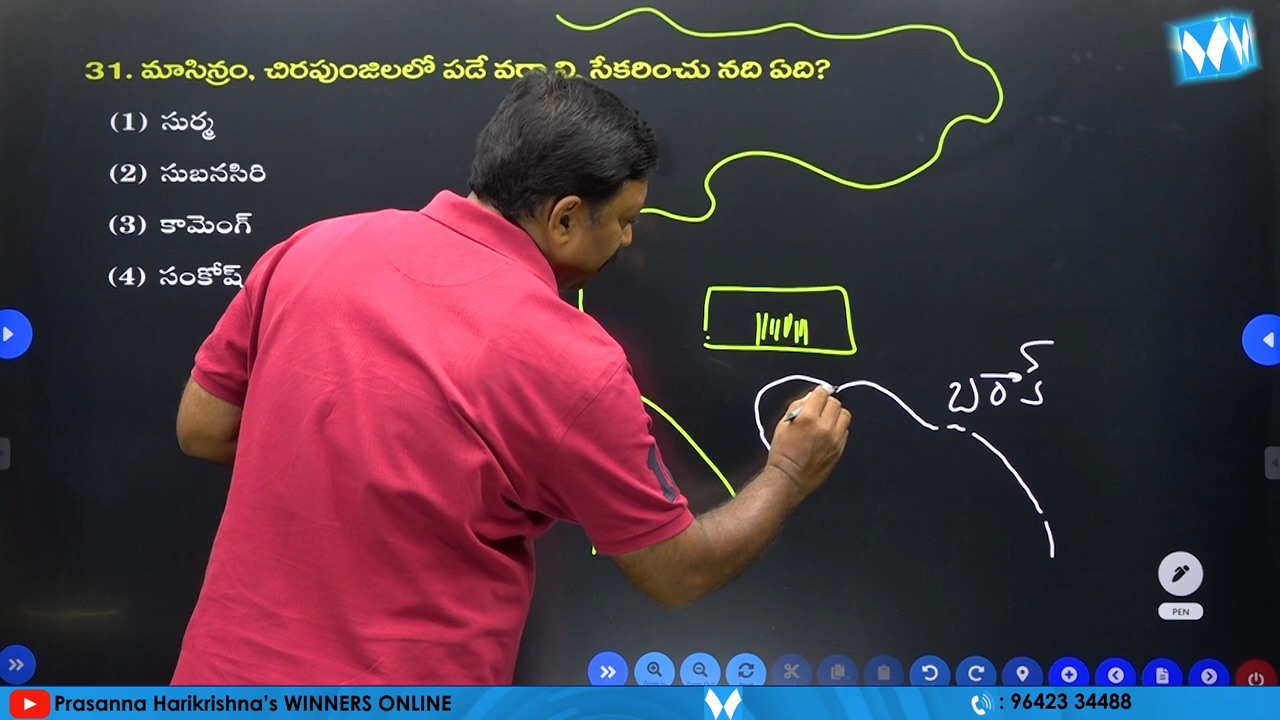 31. మాసిన్రం, చిరపుంజిలలో పడే సేకరించు నది ఏది?
(1) సుర్మ
(2) సుబనసిరి
(3) కామెంగ్
(4) సంకోష్
బరాక్
PEN
Prasanna Harikrishna's WINNERS ONLINE
: 96423 34488